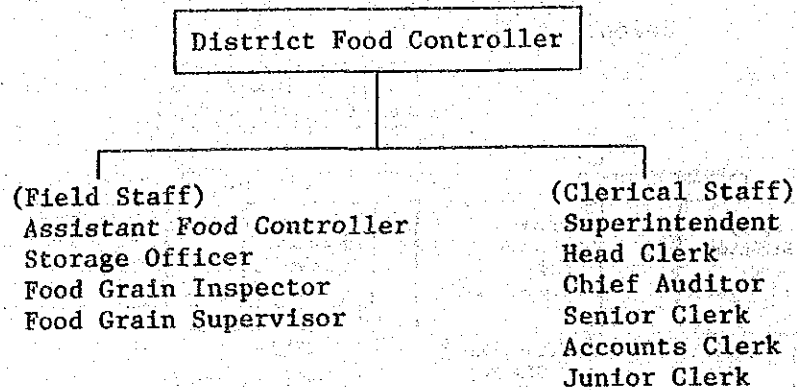 District Food Controller
(Field Staff)
Assistant Food Controller
Storage Officer
Food Grain Inspector
Food Grain Supervisor
(Clerical Staff)
Superintendent
Head Clerk
Chief Auditor
Senior Clerk
Accounts Clerk
Junior Clerk